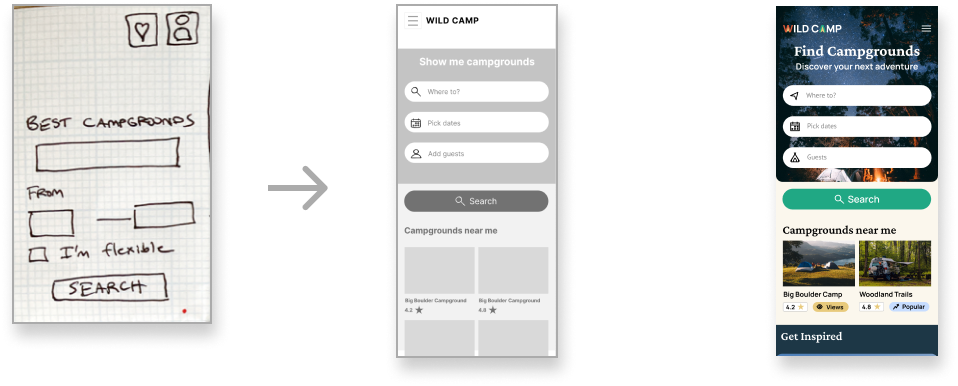 BEST CAMPGROUNDS
FROM
I'm flexible
SEARCH
WILD CAMP
Show me campgrounds
Where to?
Pick dates
Add guests
Search
Campgrounds near me
Big Boulder Campground
4.2
Big Boulder Campground
4.8
WILD CAMP
Find Campgrounds
Discover your next adventure
Where to?
Pick dates
Guests
Search
Campgrounds near me
Big Boulder Camp
4.2 Views
Woodland Trails
4.8 Popular
Get Inspired